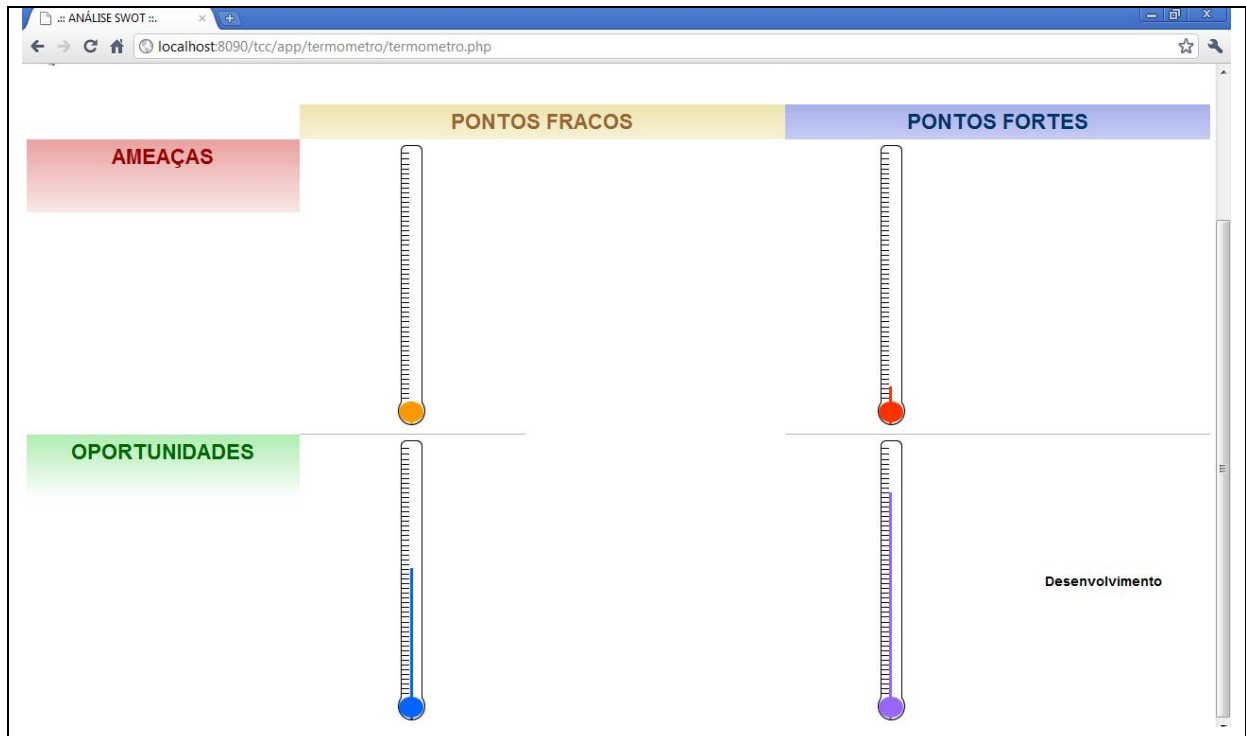 .:: ANÁLISE SWOT ::.
localhost:8090/tcc/app/termometro/termometro.php
PONTOS FRACOS
PONTOS FORTES
AMEAÇAS
OPORTUNIDADES
Desenvolvimento